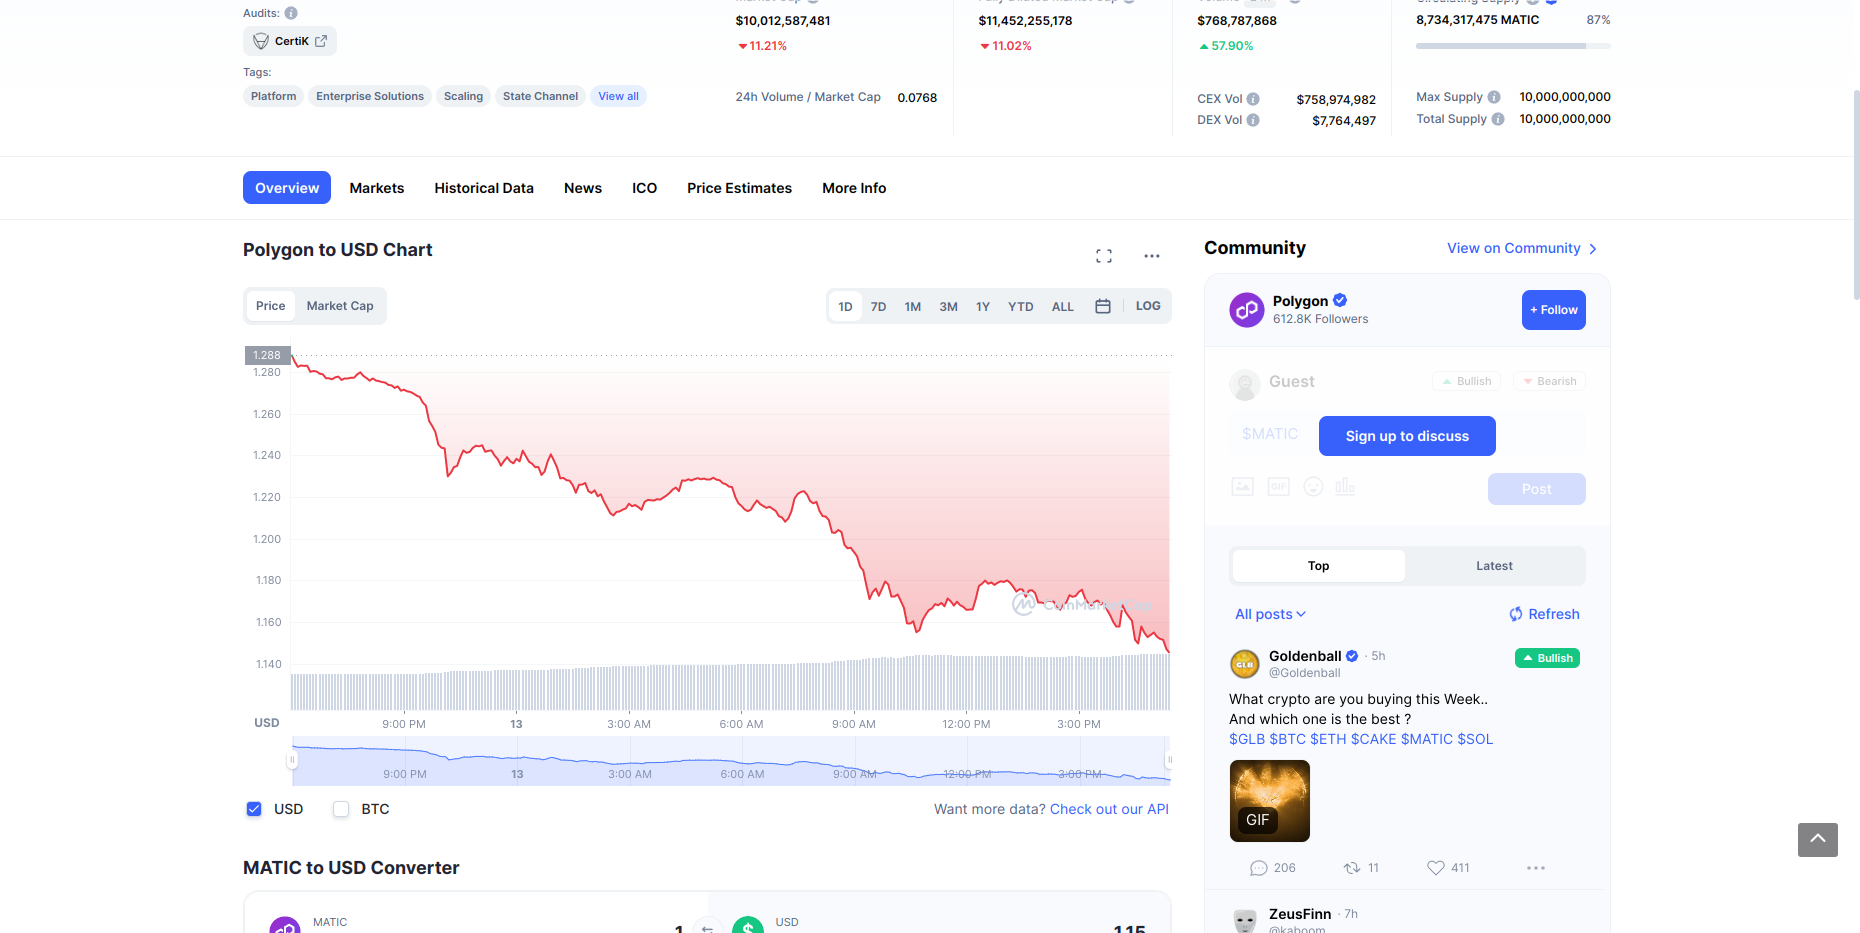 Audits:
CertiK
Tags:
Platform
Enterprise Solutions
Scaling
State Channel
View all
$10,012,587,481
11.21%
24h Volume / Market Cap 0.0768
$11,452,255,178
11.02%
$768,787,868
57.90%
CEX Vol $758,974,982
DEX Vol $7,764,497
8,734,317,475 MATIC 87%
Max Supply 10,000,000,000
Total Supply 10,000,000,000
Overview
Markets
Historical Data
News
ICO
Price Estimates
More Info
Polygon to USD Chart
Price
Market Cap
1D 7D 1M 3M 1Y YTD ALL LOG
1.288
1.280
1.260
1.240
1.220
1.200
1.180
1.160
1.140
CoinMarketCap
USD
9:00 PM 13 3:00 AM 6:00 AM 9:00 AM 12:00 PM 3:00 PM
9:00 PM 13 3:00 AM 6:00 AM 9:00 AM 12:00 PM 3:00 PM
USD
BTC
Want more data? Check out our API
MATIC to USD Converter
MATIC
1
USD
1.15
Community
View on Community
Polygon
612.8K Followers
+ Follow
Guest
Bullish
Bearish
$MATIC
Sign up to discuss
GIF
Post
Top
Latest
All posts
Refresh
GLB
Goldenball · 5h
@Goldenball
Bullish
What crypto are you buying this Week..
And which one is the best ?
$GLB $BTC $ETH $CAKE $MATIC $SOL
GIF
206
11
411
ZeusFinn · 7h
@kaboom